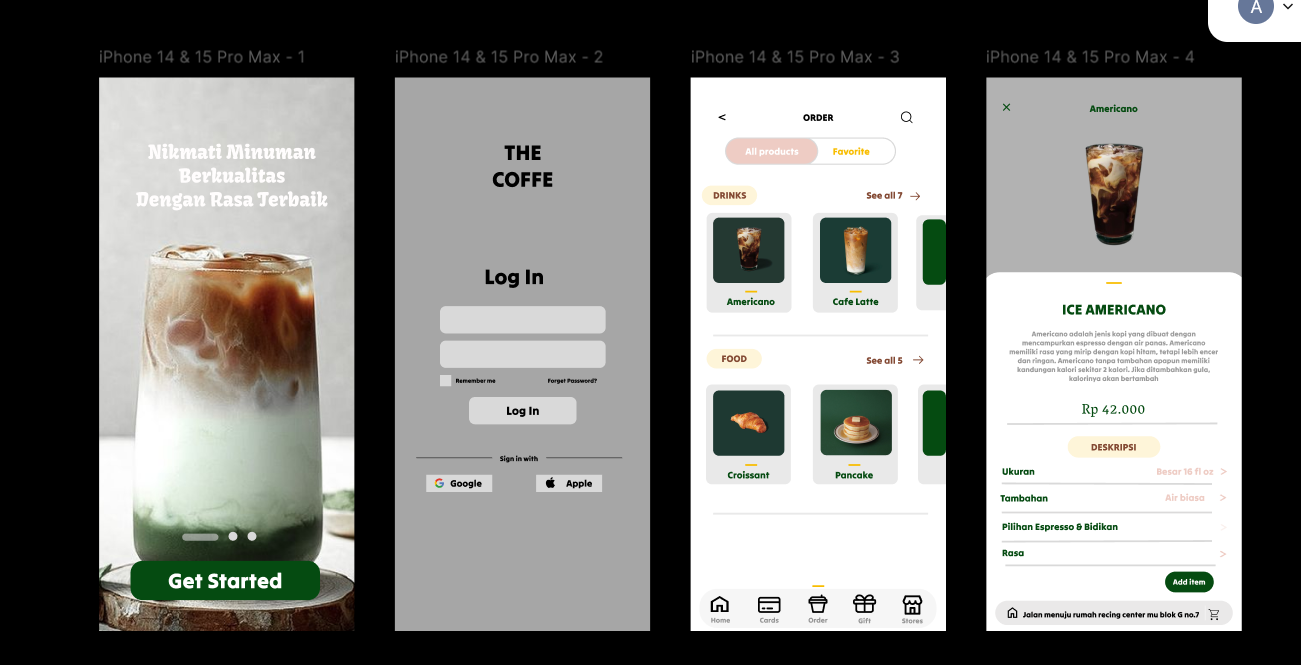 A
iPhone 14 & 15 Pro Max - 1
Nikmati Minuman
Berkualitas
Dengan Rasa Terbaik
Get Started
iPhone 14 & 15 Pro Max - 2
THE
COFFE
Log In
Remember me
Forget Password?
Log In
Sign in with
Google
Apple
iPhone 14 & 15 Pro Max - 3
<
ORDER
All products
Favorite
DRINKS
See all 7
Americano
Cafe Latte
FOOD
See all 5
Croissant
Pancake
Home
Cards
Order
Gift
Stores
iPhone 14 & 15 Pro Max - 4
Americano
ICE AMERICANO
Americano adalah jenis kopi yang dibuat dengan
mencampurkan espresso dengan air panas. Americano
memiliki rasa yang mirip dengan kopi hitam, tetapi lebih encer
dan ringan. Americano tanpa tambahan apapun memiliki
kandungan kalori sekitar 2 kalori. Jika ditambahkan gula,
kalorinya akan bertambah
Rp 42.000
DESKRIPSI
Ukuran
Besar 16 fl oz >
Tambahan
Air biasa >
Pilihan Espresso & Bidikan >
Rasa >
Add item
Jalan menuju rumah recing center mu blok G no.7